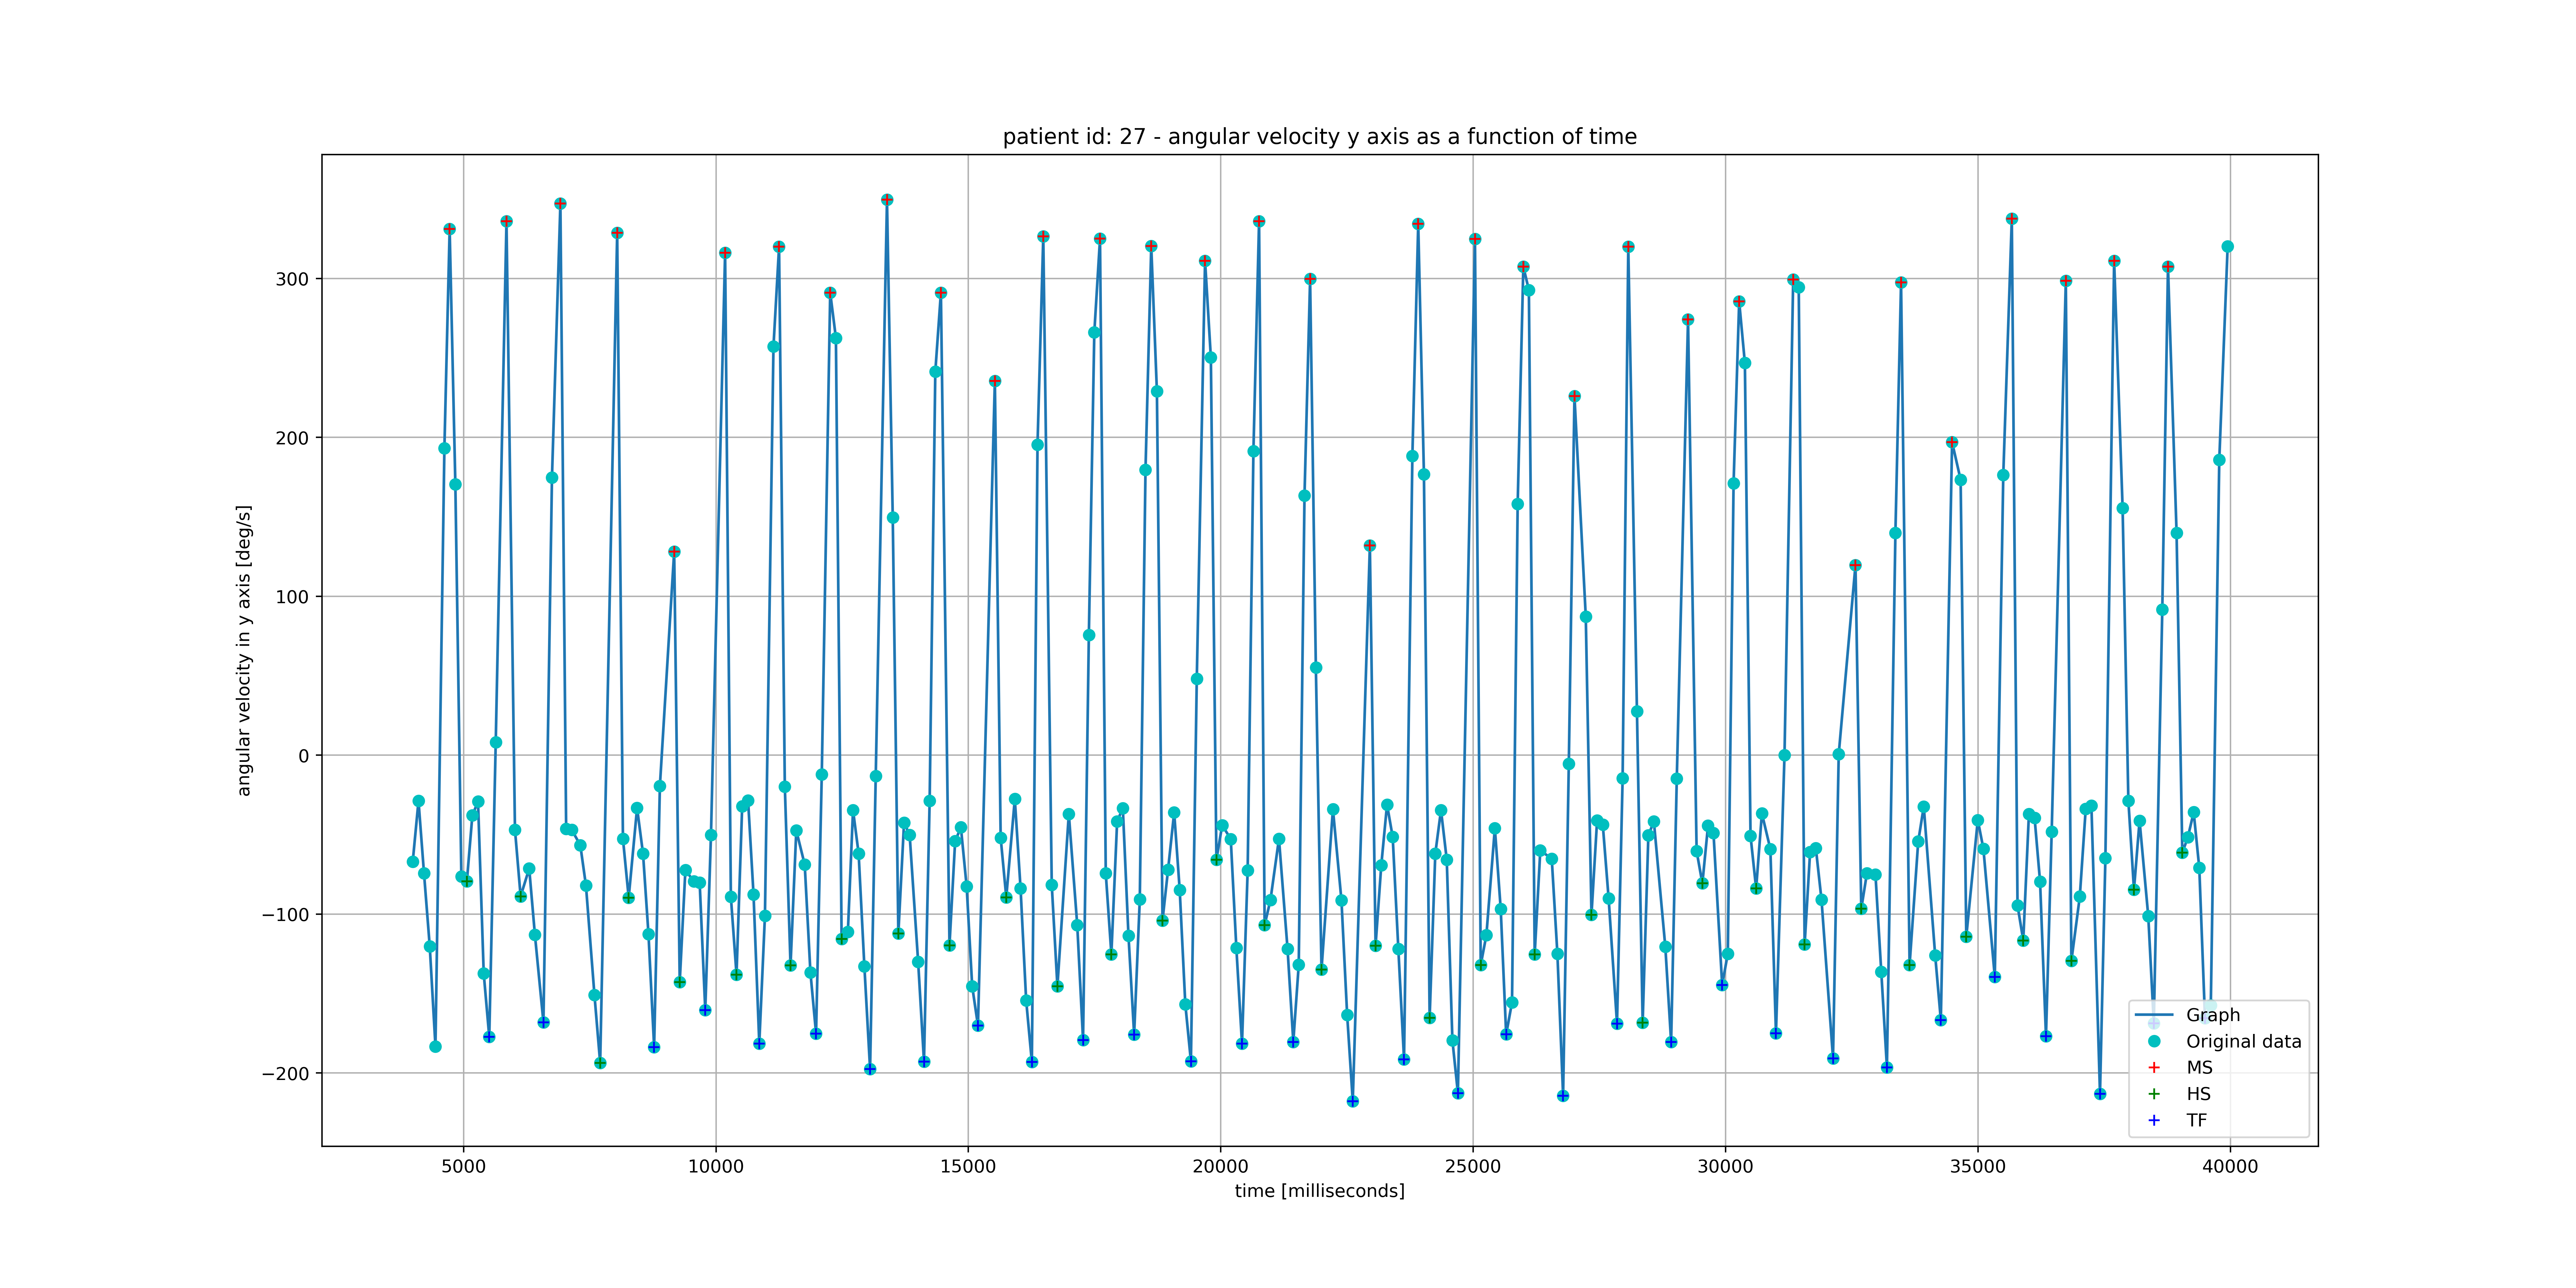 patient id: 27 - angular velocity y axis as a function of time
angular velocity in y axis [deg/s]
300
200
100
0
−100
−200
5000
10000
15000
20000
25000
30000
35000
40000
time [milliseconds]
Graph
Original data
MS
HS
TF